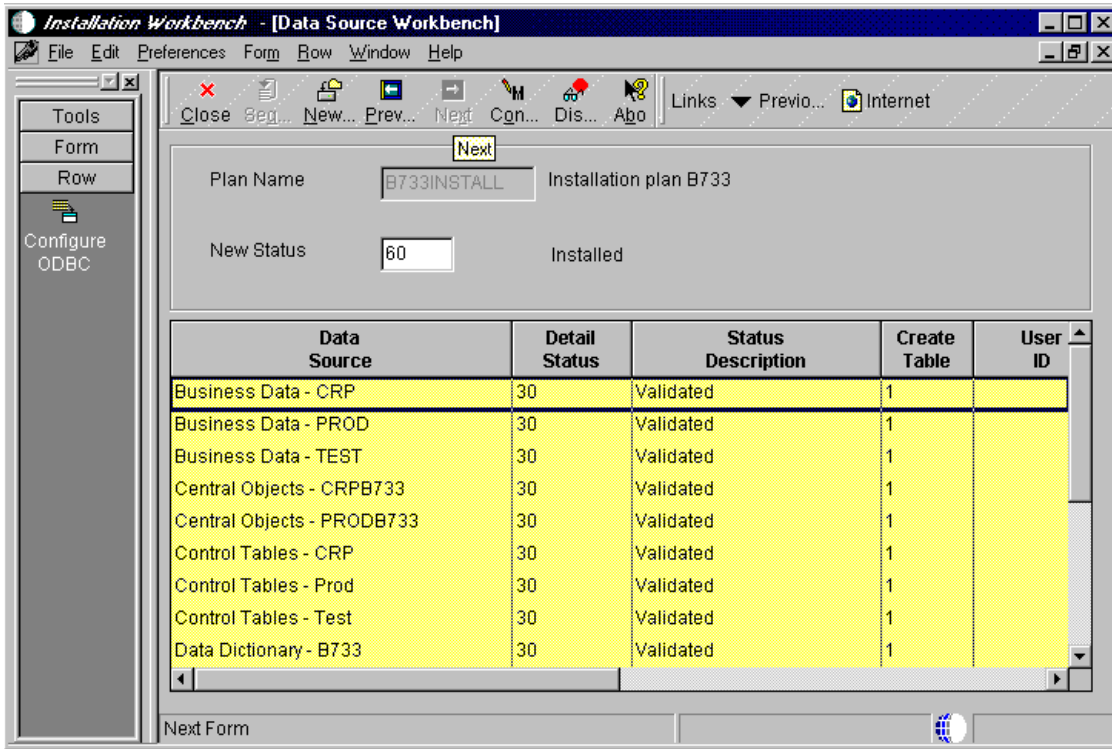 Installation Workbench - [Data Source Workbench]
File Edit Preferences Form Row Window Help
Close Seq... New... Prev... Next Con... Dis... Abo Links Previo... Internet
Next
Tools
Form
Row
Configure
ODBC
Plan Name B733INSTALL Installation plan B733
New Status 60 Installed
Data Source Detail Status Status Description Create Table User ID
Business Data - CRP 30 Validated 1
Business Data - PROD 30 Validated 1
Business Data - TEST 30 Validated 1
Central Objects - CRPB733 30 Validated 1
Central Objects - PRODB733 30 Validated 1
Control Tables - CRP 30 Validated 1
Control Tables - Prod 30 Validated 1
Control Tables - Test 30 Validated 1
Data Dictionary - B733 30 Validated 1
Next Form